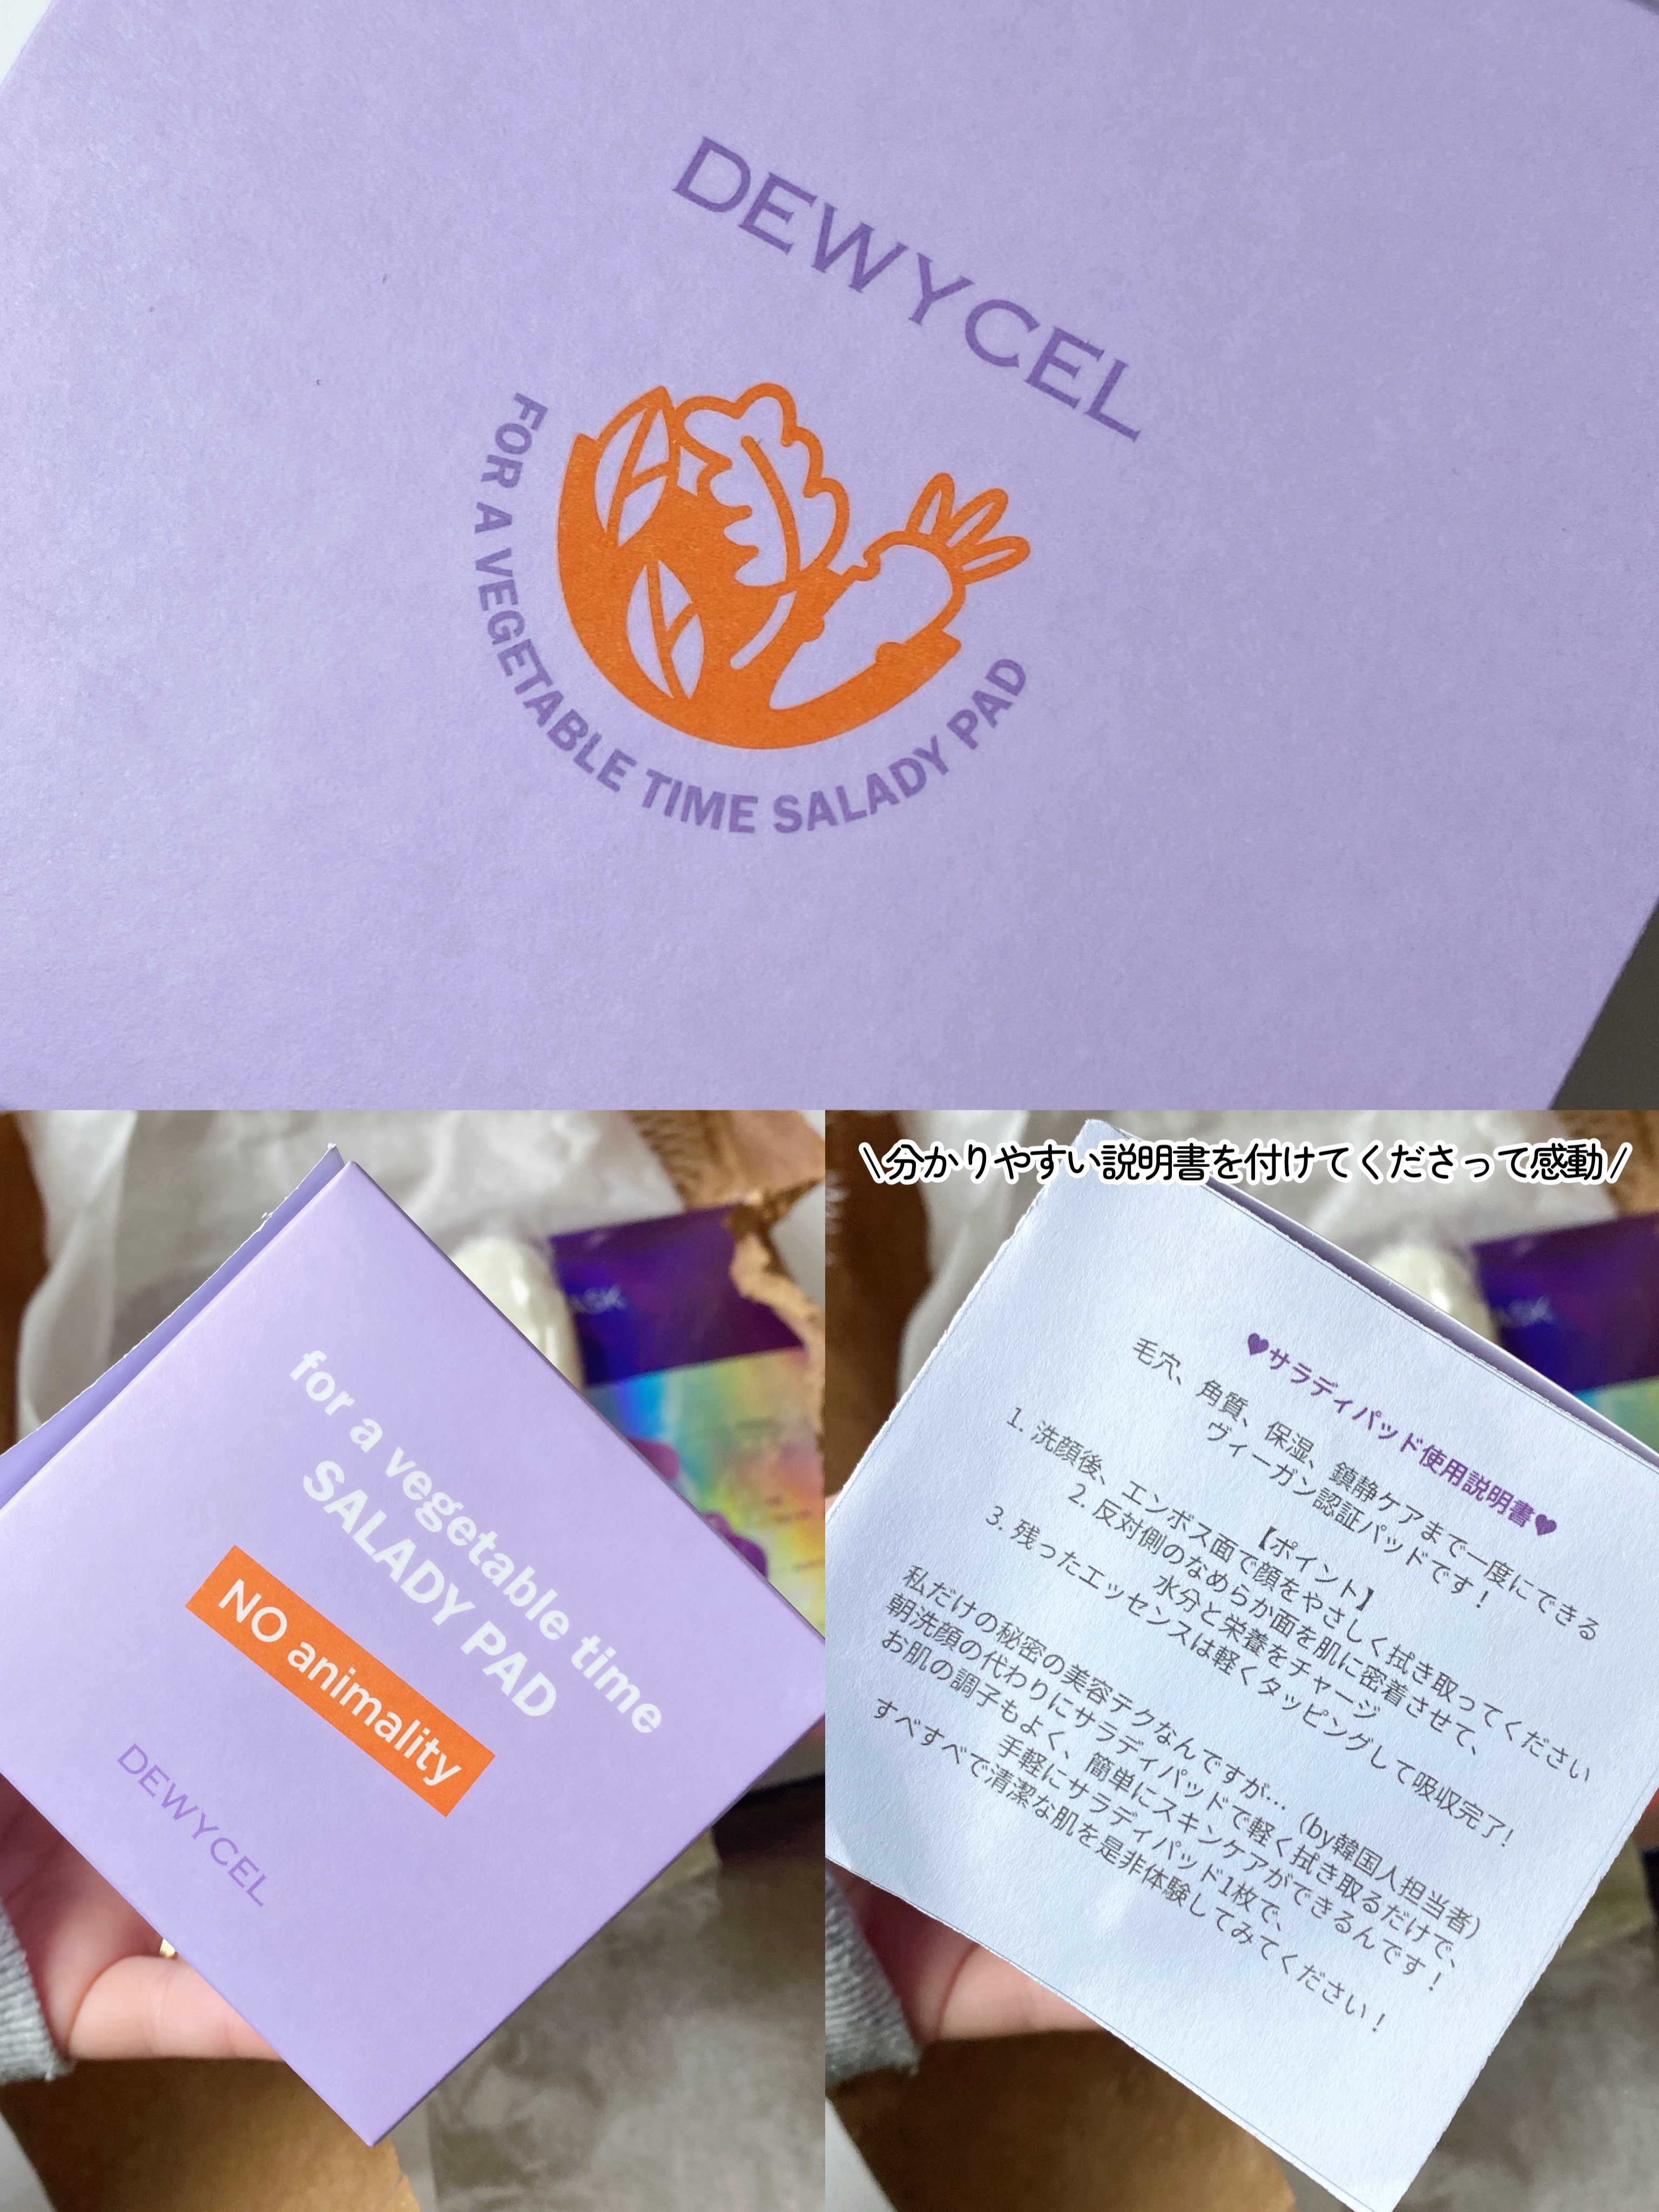 DEWYCEL
FOR A VEGETABLE TIME SALADY PAD
for a vegetable time
SALADY PAD
NO animality
DEWYCEL
ASK
\分かりやすい説明書を付けてくださって感動/
ASK
♥サラディパッド使用説明書♥
毛穴、角質、保湿、鎮静ケアまで一度にできる
ヴィーガン認証パッドです！
【ポイント】
1. 洗顔後、エンボス面で顔をやさしく拭き取ってください
2. 反対側のなめらか面を肌に密着させて、
水分と栄養をチャージ
3. 残ったエッセンスは軽くタッピングして吸収完了!
私だけの秘密の美容テクなんですが…（by韓国人担当者）
朝洗顔の代わりにサラディパッドで軽く拭き取るだけで、
お肌の調子もよく、簡単にスキンケアができるんです！
手軽にサラディパッド1枚で、
すべすべで清潔な肌を是非体験してみてください！